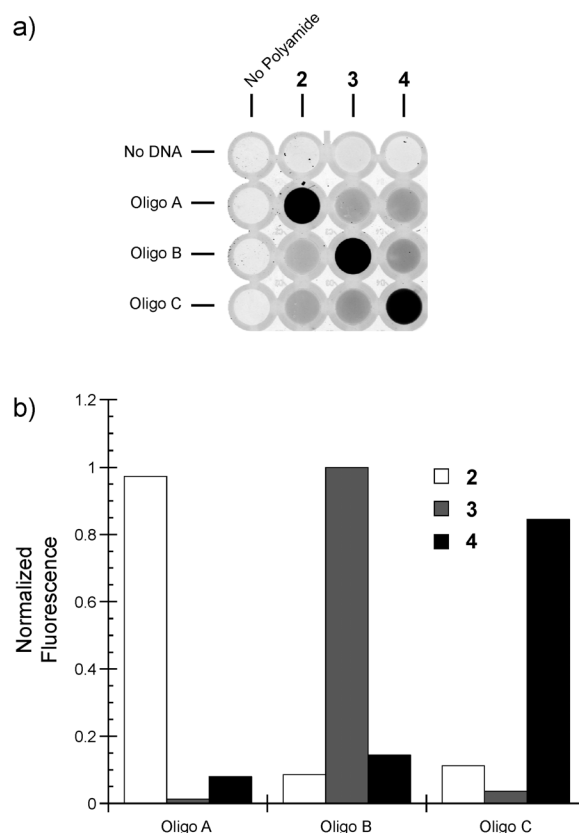 a)
No Polyamide
2 3 4
No DNA
Oligo A
Oligo B
Oligo C
b)
Normalized
Fluorescence
1.2
1
0.8
0.6
0.4
0.2
0
2
3
4
Oligo A Oligo B Oligo C